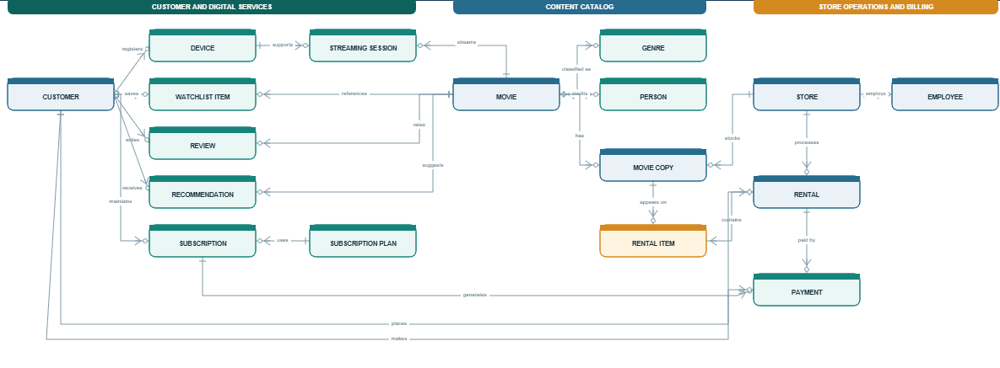 CUSTOMER AND DIGITAL SERVICES
CONTENT CATALOG
STORE OPERATIONS AND BILLING
DEVICE
supports
STREAMING SESSION
streams
GENRE
registers
classified as
CUSTOMER
saves
WATCHLIST ITEM
references
MOVIE
credits
PERSON
STORE
employs
EMPLOYEE
rates
writes
REVIEW
has
stocks
processes
suggests
MOVIE COPY
receives
RECOMMENDATION
RENTAL
maintains
appears on
contains
SUBSCRIPTION
uses
SUBSCRIPTION PLAN
RENTAL ITEM
paid by
generates
PAYMENT
places
makes